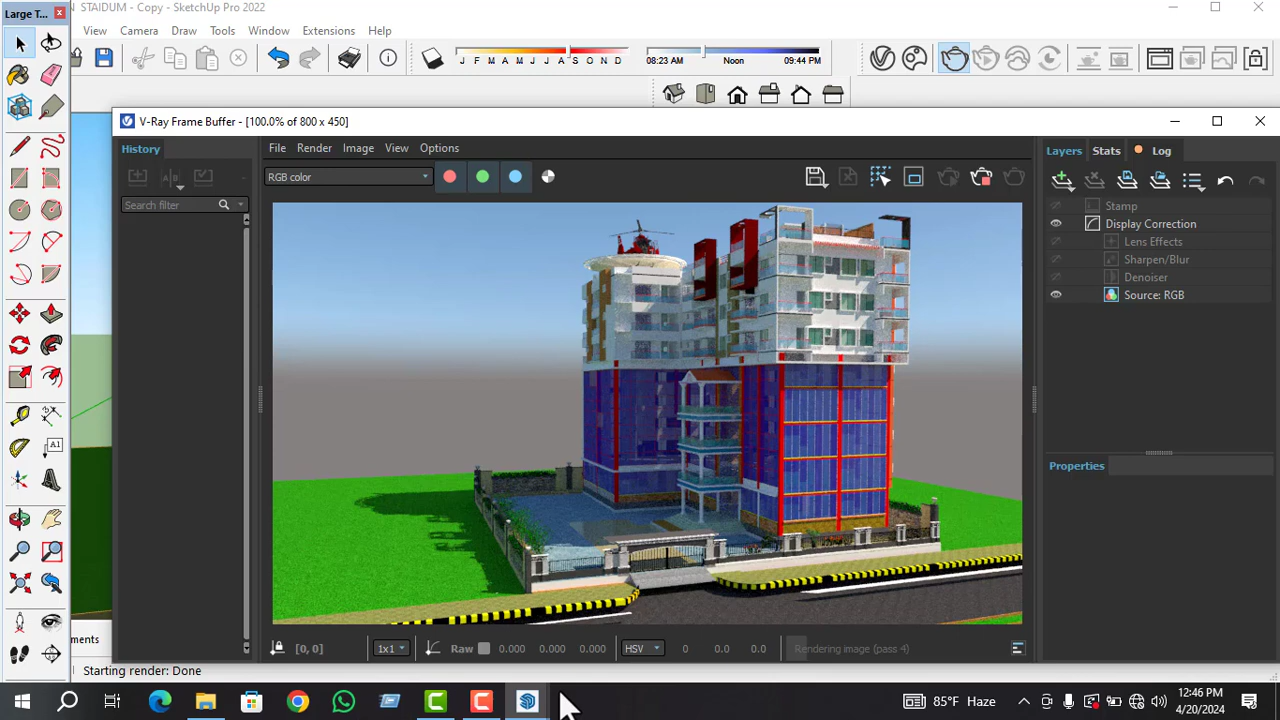 Large T...
N STAIDUM - Copy - SketchUp Pro 2022
View Camera Draw Tools Window Extensions Help
J F M A M J J A S O N D
08:23 AM Noon 09:44 PM
V-Ray Frame Buffer - [100.0% of 800 x 450]
History
File Render Image View Options
Layers Stats Log
RGB color
Search filter
Stamp
Display Correction
Lens Effects
Sharpen/Blur
Denoiser
Source: RGB
A1
Properties
ments
[0, 0] 1x1 Raw 0.000 0.000 0.000 HSV 0 0.0 0.0 Rendering image (pass 4)
Starting render: Done
85°F Haze
12:46 PM
4/20/2024